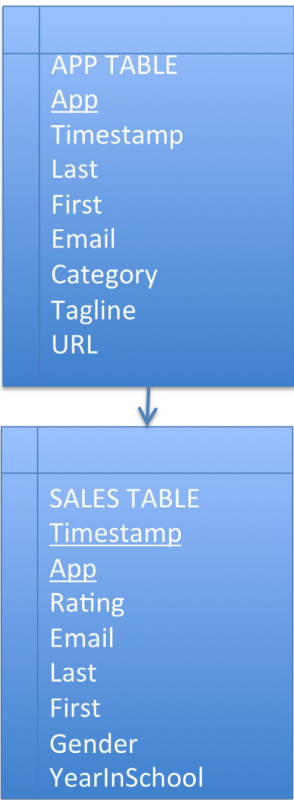 APP TABLE
App
Timestamp
Last
First
Email
Category
Tagline
URL
SALES TABLE
Timestamp
App
Rating
Email
Last
First
Gender
YearInSchool